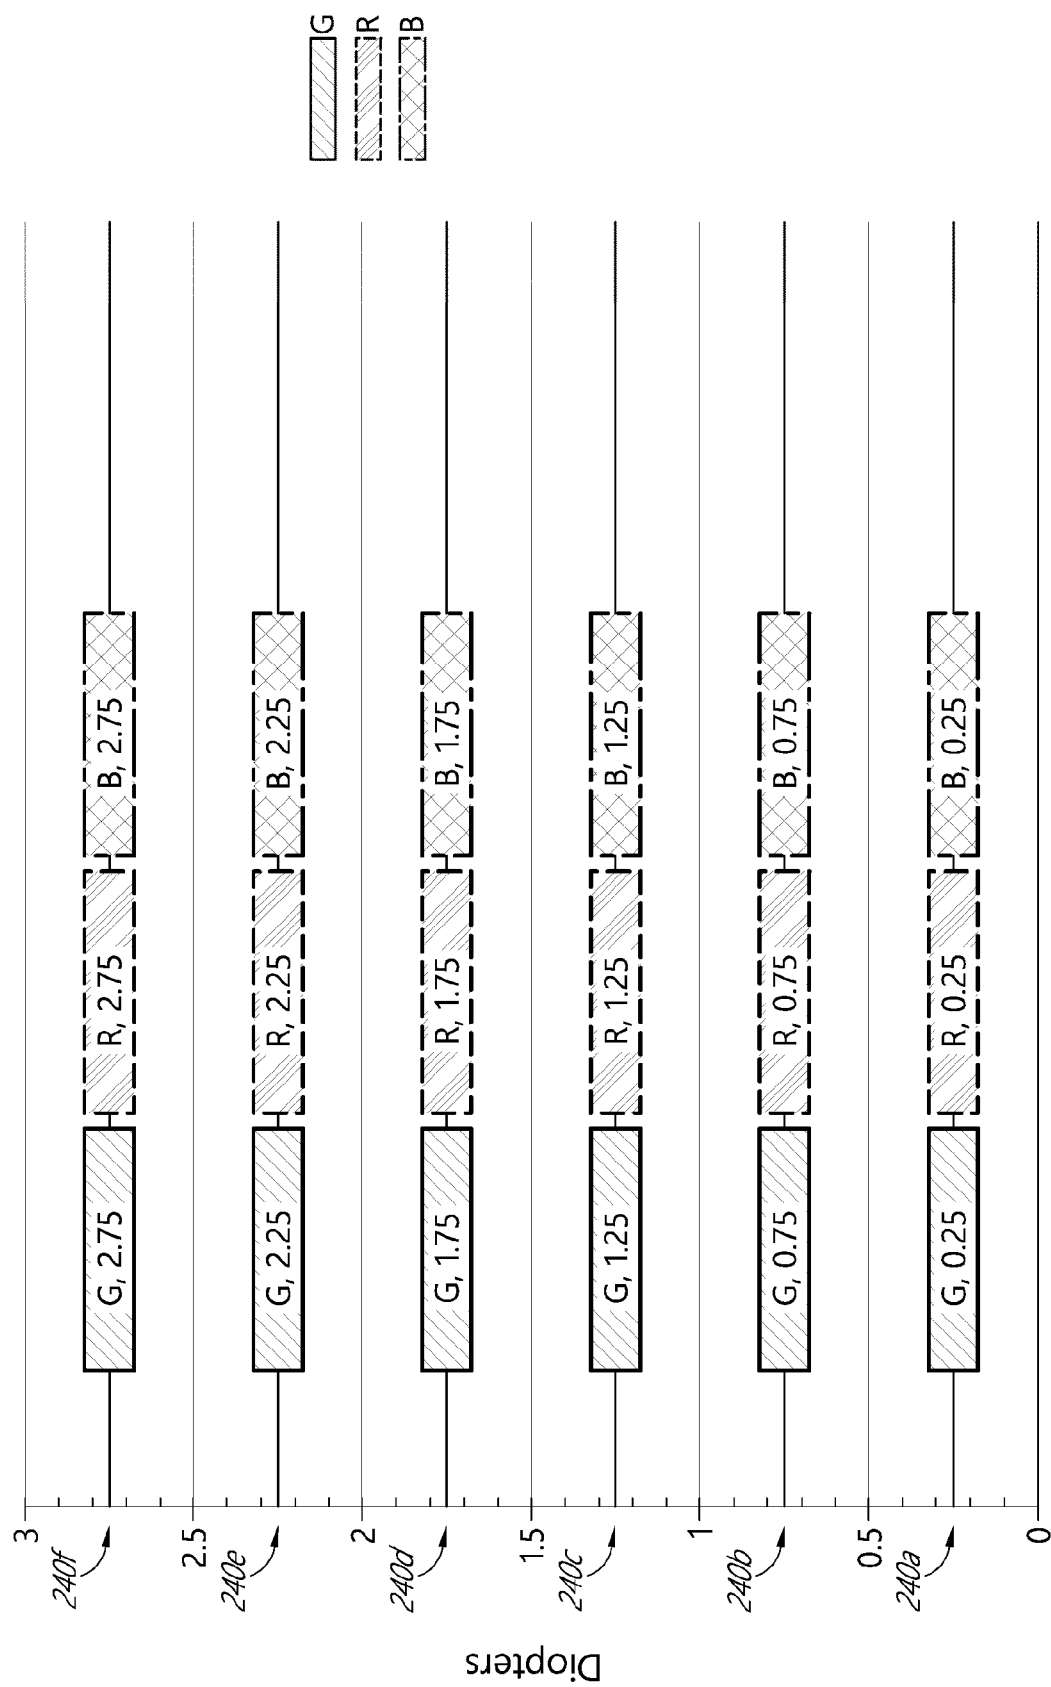 Diopters
3
240f
G, 2.75
R, 2.75
B, 2.75
2.5
240e
G, 2.25
R, 2.25
B, 2.25
2
240d
G, 1.75
R, 1.75
B, 1.75
1.5
240c
G, 1.25
R, 1.25
B, 1.25
1
240b
G, 0.75
R, 0.75
B, 0.75
0.5
240a
G, 0.25
R, 0.25
B, 0.25
0
G
R
B